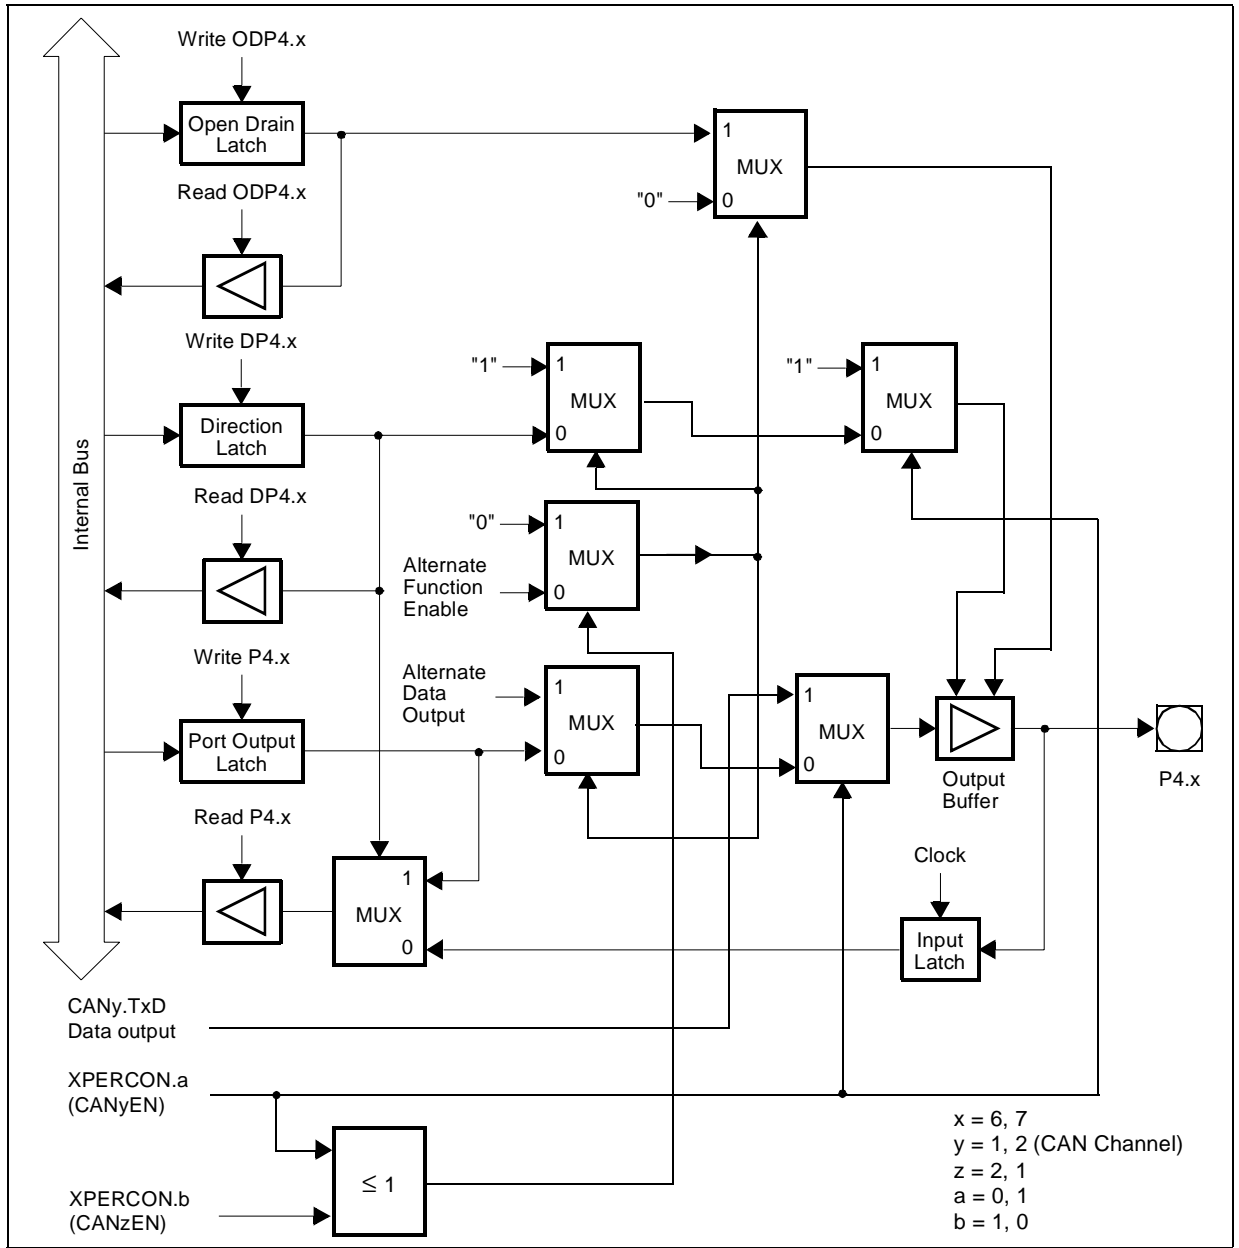 Write ODP4.x
Open Drain
Latch
1
MUX
"0"
0
Read ODP4.x
Write DP4.x
"1"
1
MUX
0
"1"
1
MUX
0
Direction
Latch
Internal Bus
Read DP4.x
"0"
1
MUX
Alternate
Function
Enable
0
Write P4.x
Alternate
Data
Output
1
MUX
0
1
MUX
0
Port Output
Latch
Output
Buffer
P4.x
Read P4.x
Clock
1
MUX
0
Input
Latch
CANy.TxD
Data output
XPERCON.a
(CANyEN)
≤ 1
XPERCON.b
(CANzEN)
x = 6, 7
y = 1, 2 (CAN Channel)
z = 2, 1
a = 0, 1
b = 1, 0